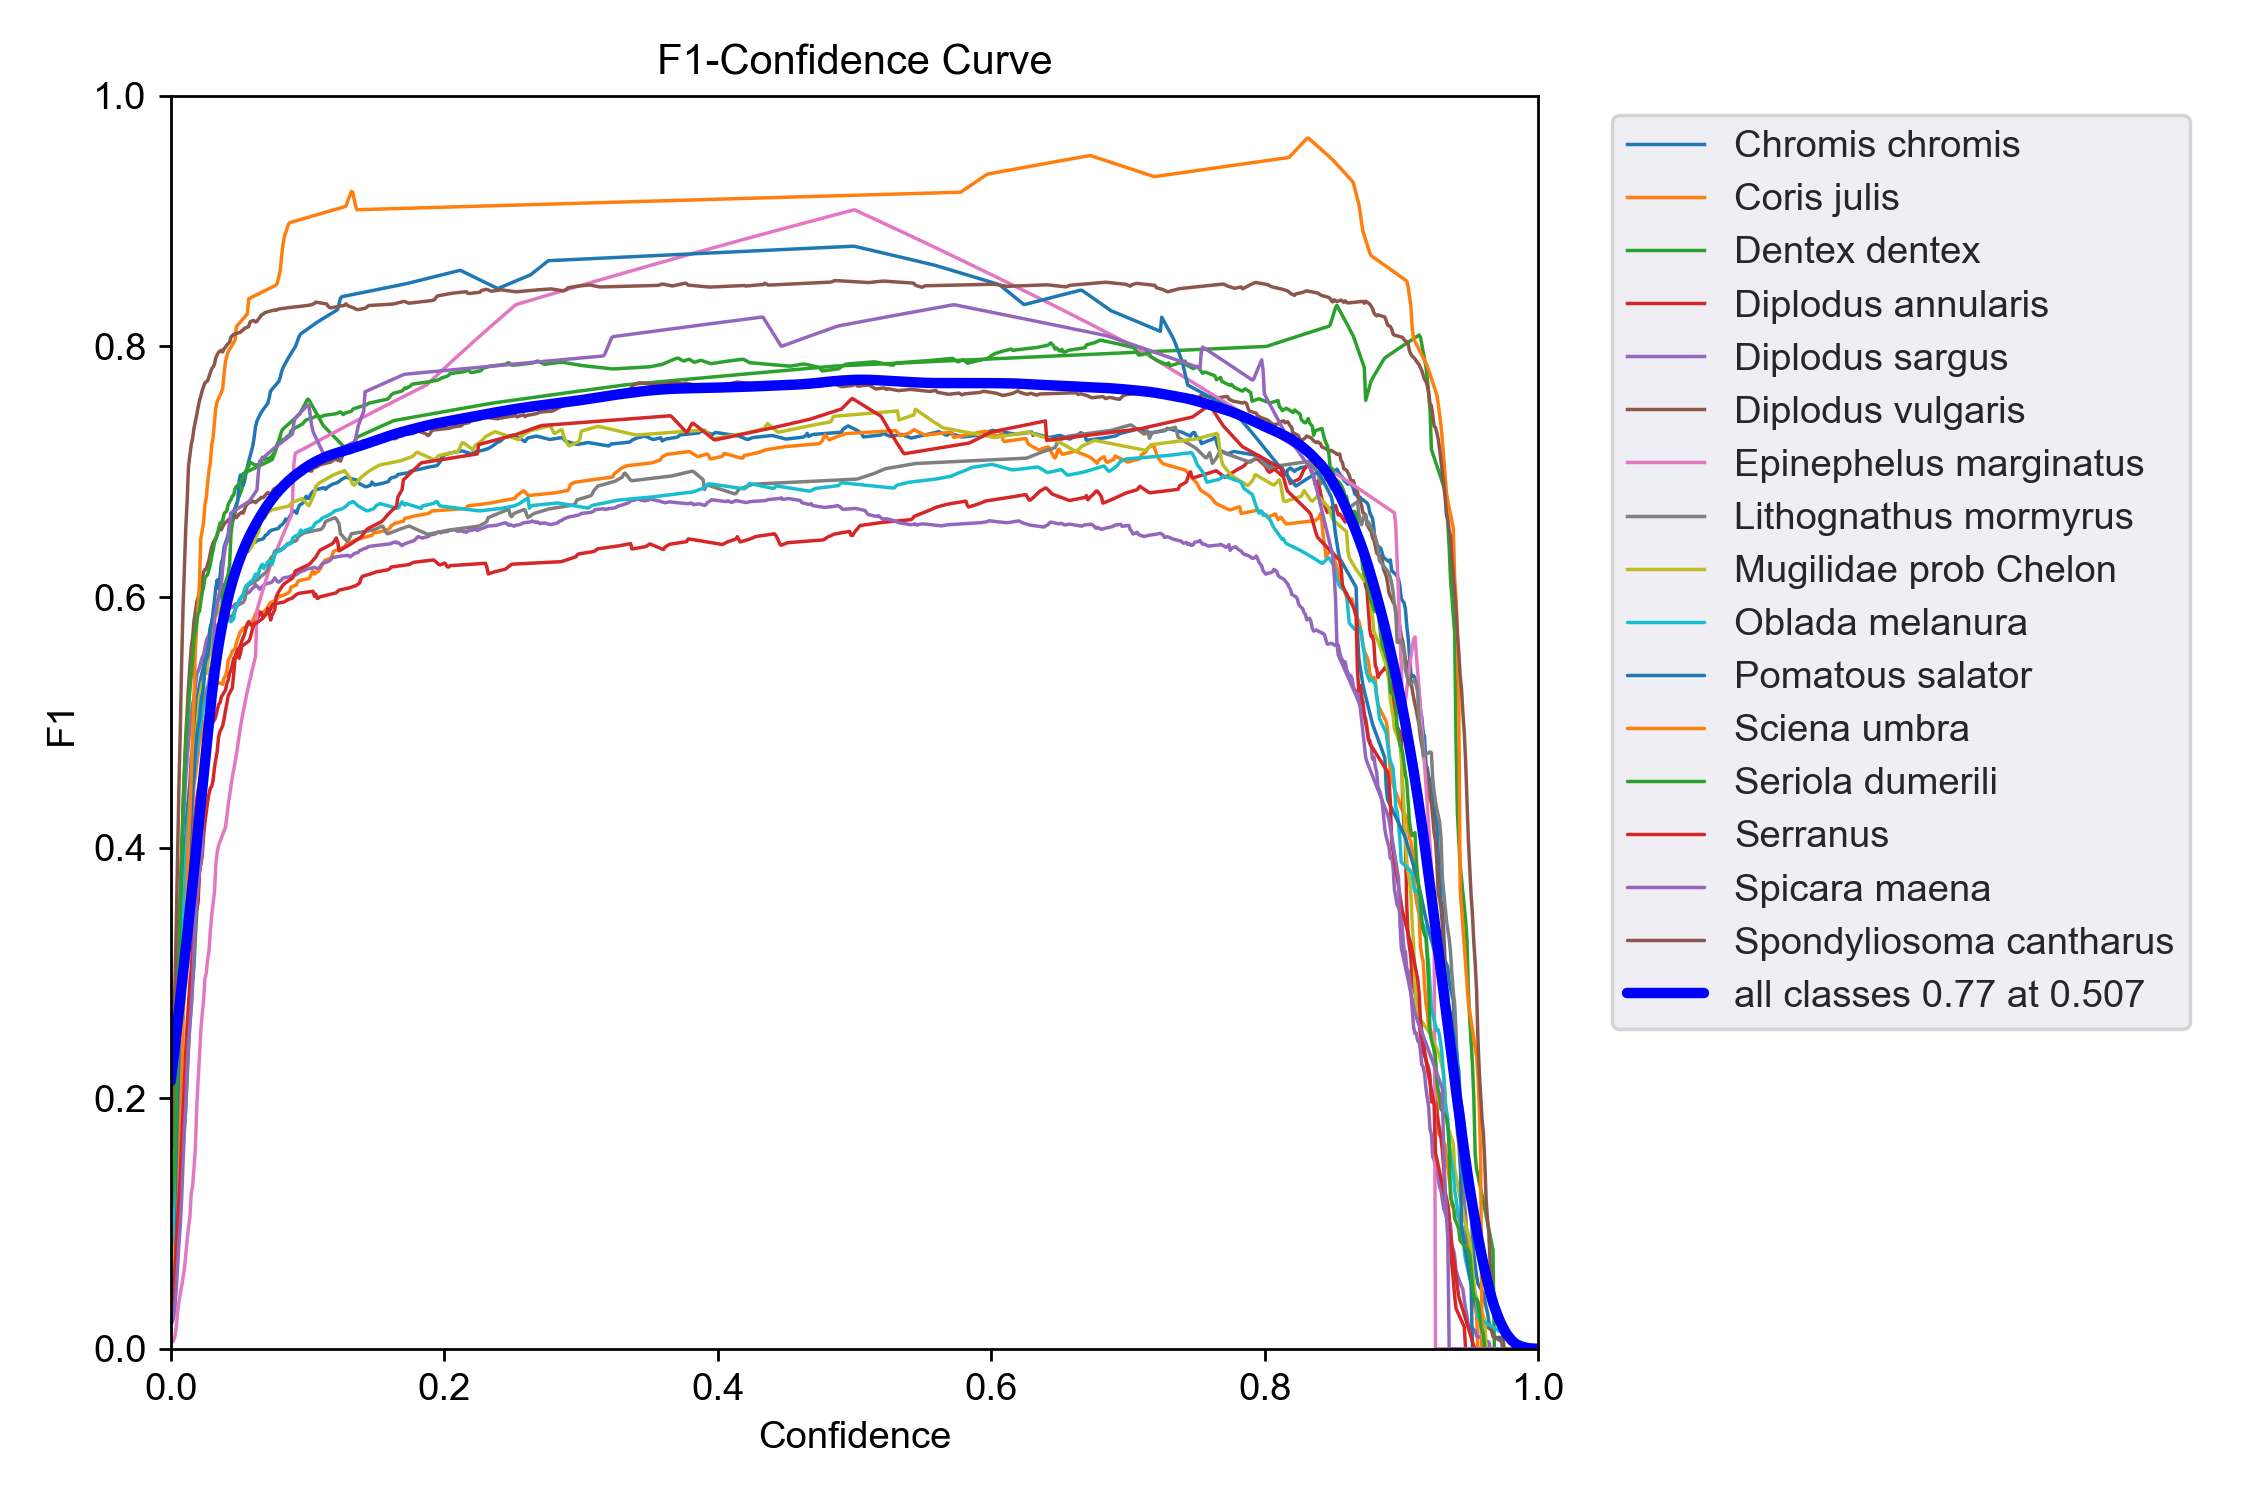 F1-Confidence Curve
1.0
0.8
0.6
0.4
0.2
0.0
F1
0.0 0.2 0.4 0.6 0.8 1.0
Confidence
Chromis chromis
Coris julis
Dentex dentex
Diplodus annularis
Diplodus sargus
Diplodus vulgaris
Epinephelus marginatus
Lithognathus mormyrus
Mugilidae prob Chelon
Oblada melanura
Pomatous salator
Sciena umbra
Seriola dumerili
Serranus
Spicara maena
Spondyliosoma cantharus
all classes 0.77 at 0.507